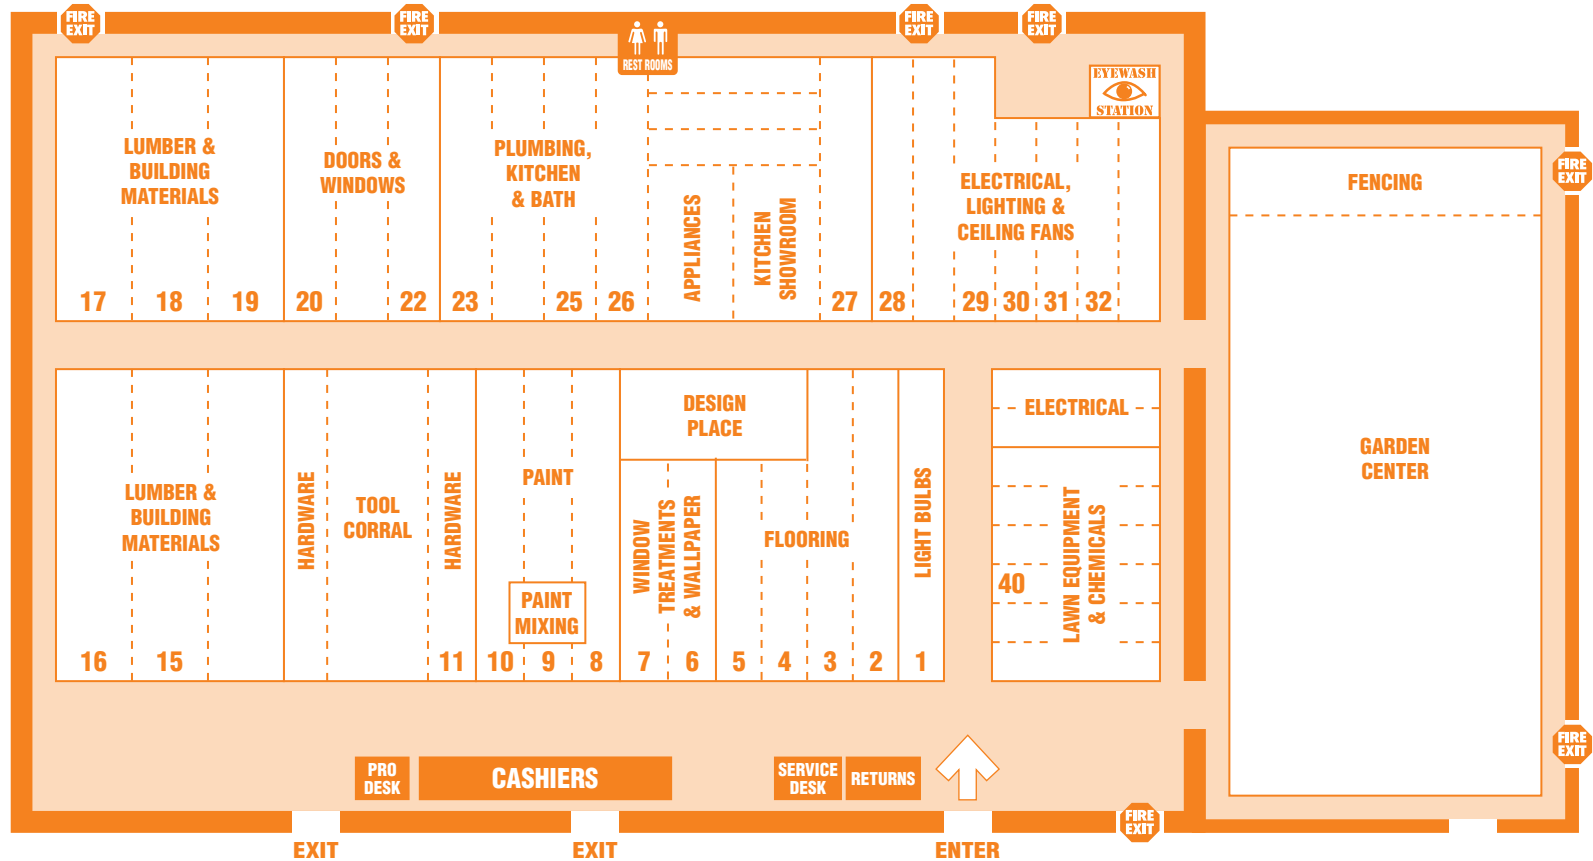 FIRE
EXIT
FIRE
EXIT
FIRE
EXIT
FIRE
EXIT
REST ROOMS
EYEWASH
STATION
LUMBER &
BUILDING
MATERIALS
DOORS &
WINDOWS
PLUMBING,
KITCHEN
& BATH
APPLIANCES
KITCHEN
SHOWROOM
ELECTRICAL,
LIGHTING &
CEILING FANS
17 18 19 20 22 23 25 26 27 28 29 30 31 32
FENCING
FIRE
EXIT
GARDEN
CENTER
LUMBER &
BUILDING
MATERIALS
HARDWARE
TOOL
CORRAL
HARDWARE
PAINT
PAINT
MIXING
DESIGN
PLACE
WINDOW
TREATMENTS
& WALLPAPER
FLOORING
LIGHT BULBS
ELECTRICAL
40
LAWN EQUIPMENT
& CHEMICALS
16 15 11 10 9 8 7 6 5 4 3 2 1
FIRE
EXIT
PRO
DESK
CASHIERS
SERVICE
DESK
RETURNS
FIRE
EXIT
EXIT
EXIT
ENTER